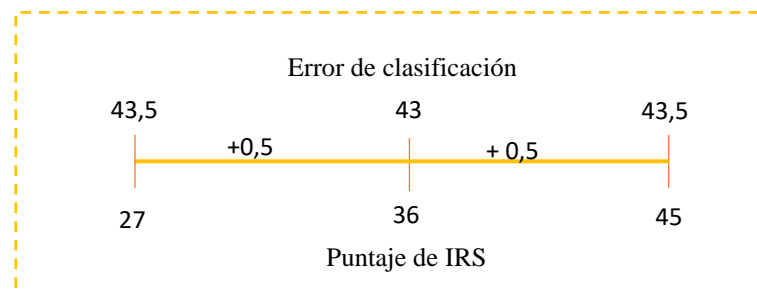 Error de clasificación
43,5 43 43,5
+0,5 + 0,5
27 36 45
Puntaje de IRS